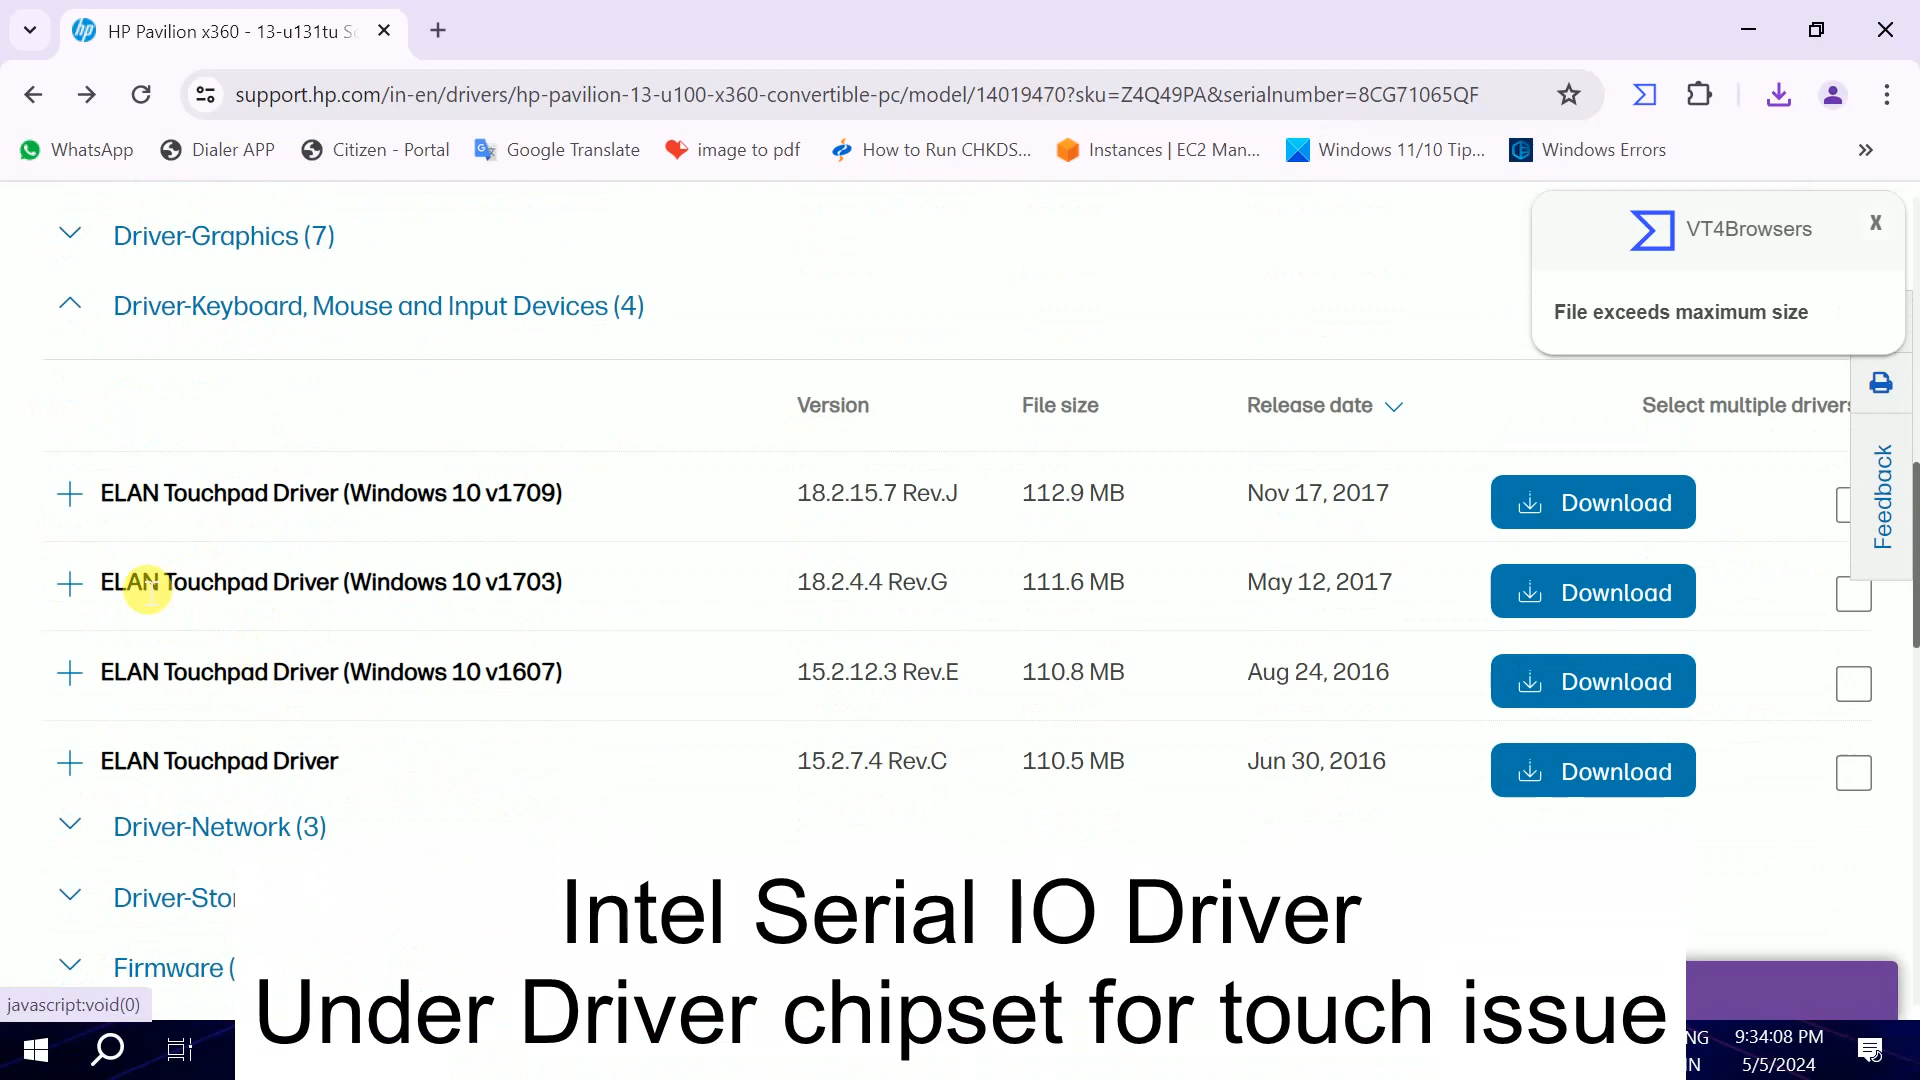 HP Pavilion x360 - 13-u131tu So
support.hp.com/in-en/drivers/hp-pavilion-13-u100-x360-convertible-pc/model/14019470?sku=Z4Q49PA&serialnumber=8CG71065QF
WhatsApp Dialer APP Citizen - Portal Google Translate image to pdf How to Run CHKDS... Instances | EC2 Man... Windows 11/10 Tip... Windows Errors »
Driver-Graphics (7)
VT4Browsers X
Driver-Keyboard, Mouse and Input Devices (4)
File exceeds maximum size
Version File size Release date Select multiple drivers
ELAN Touchpad Driver (Windows 10 v1709) 18.2.15.7 Rev.J 112.9 MB Nov 17, 2017 Download
Feedback
ELAN Touchpad Driver (Windows 10 v1703) 18.2.4.4 Rev.G 111.6 MB May 12, 2017 Download
ELAN Touchpad Driver (Windows 10 v1607) 15.2.12.3 Rev.E 110.8 MB Aug 24, 2016 Download
ELAN Touchpad Driver 15.2.7.4 Rev.C 110.5 MB Jun 30, 2016 Download
Driver-Network (3)
Driver-Stor
Firmware (
Intel Serial IO Driver
Under Driver chipset for touch issue
javascript:void(0)
NG 9:34:08 PM
IN 5/5/2024